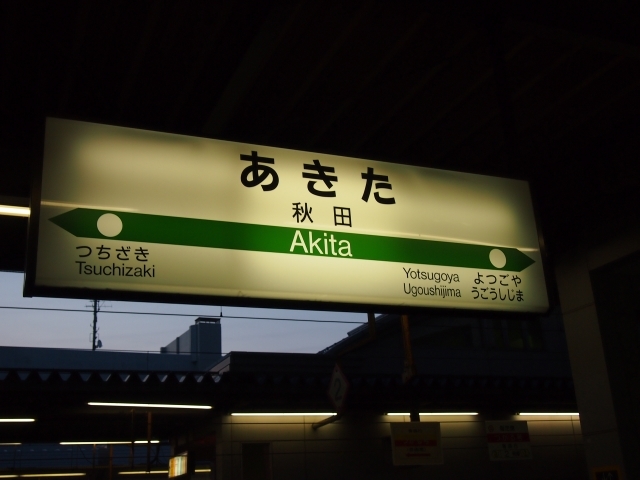 あきた
秋田
Akita
つちざき
Tsuchizaki
Yotsugoya よつごや
Ugoushijima うごうしじま